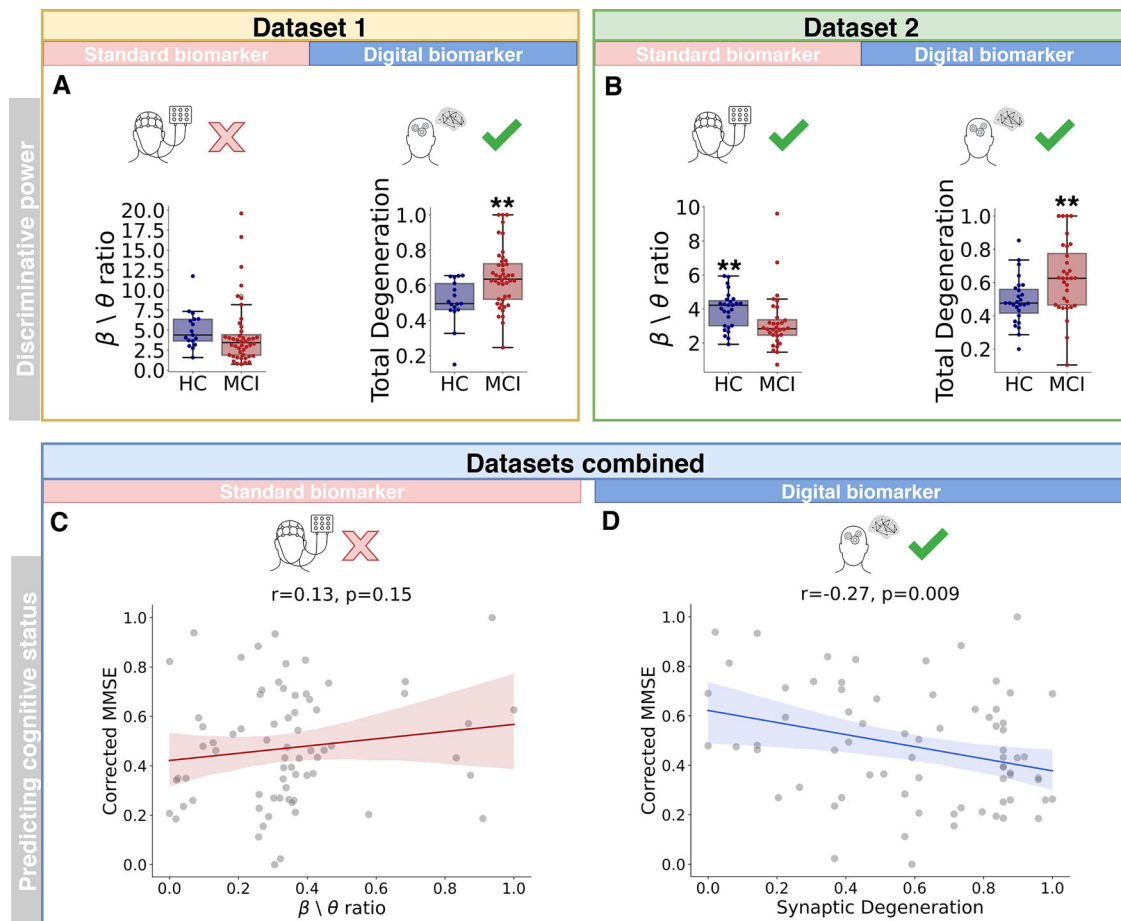 Dataset 1
Standard biomarker
Digital biomarker
Dataset 2
Standard biomarker
Digital biomarker
Discriminative power
A
β \ θ ratio
20.0
17.5
15.0
12.5
10.0
7.5
5.0
2.5
0.0
HC MCI
Total Degeneration
**
1.0
0.8
0.6
0.4
0.2
HC MCI
B
β \ θ ratio
10
8
6
4
2
**
HC MCI
Total Degeneration
**
1.0
0.8
0.6
0.4
0.2
HC MCI
Datasets combined
Standard biomarker
Digital biomarker
Predicting cognitive status
C
r=0.13, p=0.15
Corrected MMSE
1.0
0.8
0.6
0.4
0.2
0.0
0.0 0.2 0.4 0.6 0.8 1.0
β \ θ ratio
D
r=-0.27, p=0.009
Corrected MMSE
1.0
0.8
0.6
0.4
0.2
0.0
0.0 0.2 0.4 0.6 0.8 1.0
Synaptic Degeneration